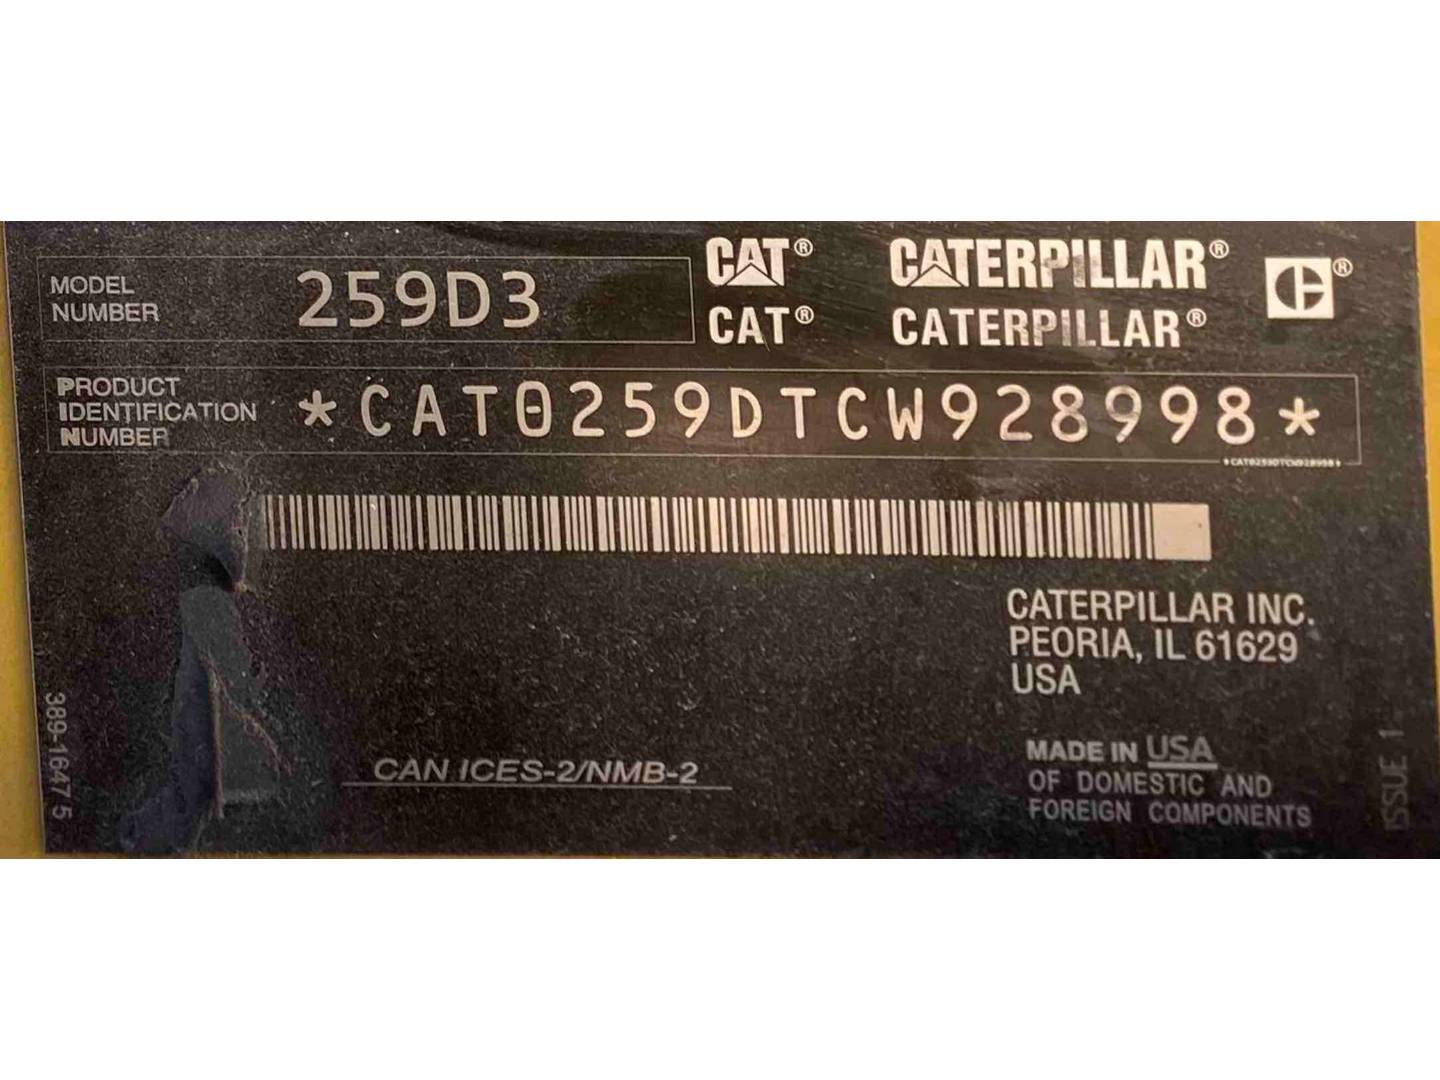 MODEL
NUMBER
259D3
CAT® CATERPILLAR® ®
CAT® CATERPILLAR®
PRODUCT
IDENTIFICATION
NUMBER
*CAT0259DTCW928998*
*CAT0259DTCW928998*
CATERPILLAR INC.
PEORIA, IL 61629
USA
CAN ICES-2/NMB-2
MADE IN USA
OF DOMESTIC AND
FOREIGN COMPONENTS
389-1647 5
ISSUE 1